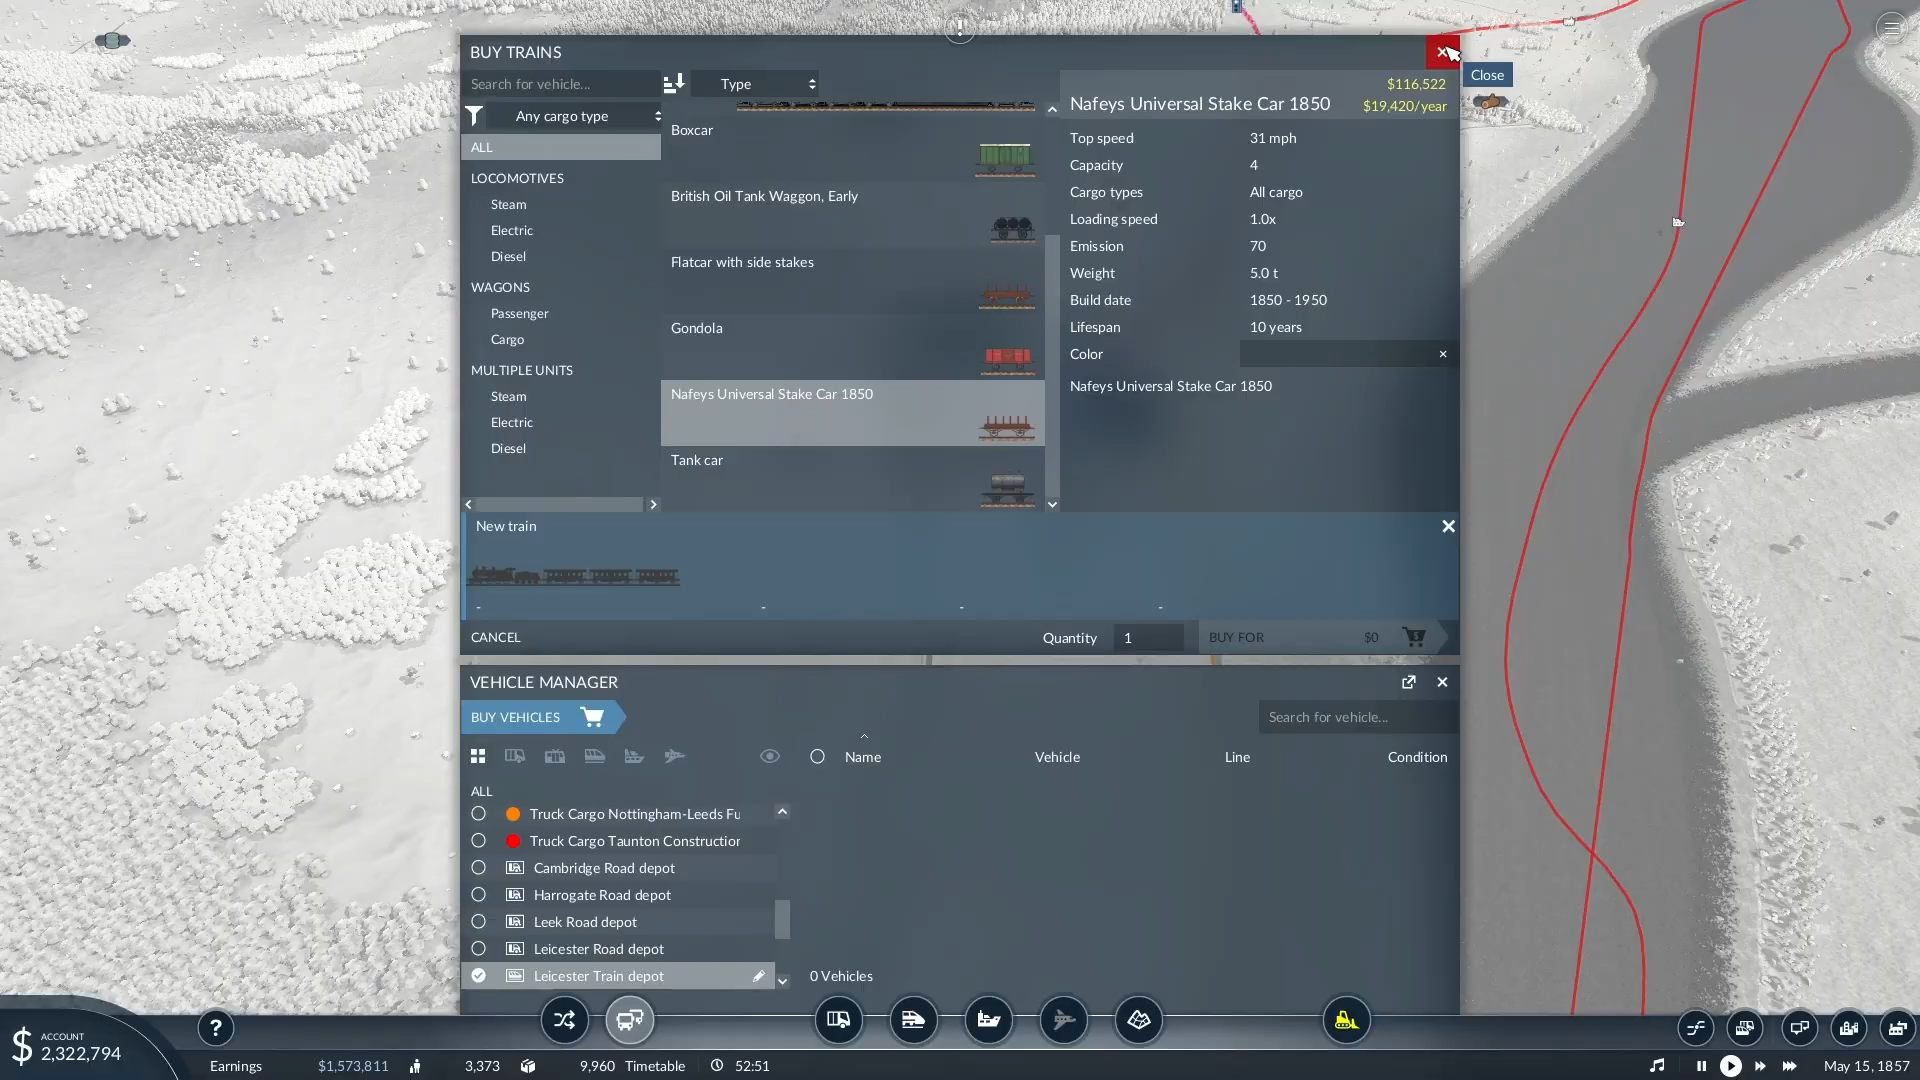 BUY TRAINS
Search for vehicle...
Type
Any cargo type
ALL
LOCOMOTIVES
Steam
Electric
Diesel
WAGONS
Passenger
Cargo
MULTIPLE UNITS
Steam
Electric
Diesel
Boxcar
British Oil Tank Waggon, Early
Flatcar with side stakes
Gondola
Nafeys Universal Stake Car 1850
Tank car
$116,522
Nafeys Universal Stake Car 1850
$19,420/year
Top speed 31 mph
Capacity 4
Cargo types All cargo
Loading speed 1.0x
Emission 70
Weight 5.0 t
Build date 1850 - 1950
Lifespan 10 years
Color
Nafeys Universal Stake Car 1850
Close
New train
- - - -
CANCEL
Quantity 1
BUY FOR $0
VEHICLE MANAGER
BUY VEHICLES
Search for vehicle...
Name Vehicle Line Condition
ALL
Truck Cargo Nottingham-Leeds Fu
Truck Cargo Taunton Construction
Cambridge Road depot
Harrogate Road depot
Leek Road depot
Leicester Road depot
Leicester Train depot
0 Vehicles
?
$ ACCOUNT
2,322,794
Earnings $1,573,811 3,373 9,960 Timetable 52:51
May 15, 1857